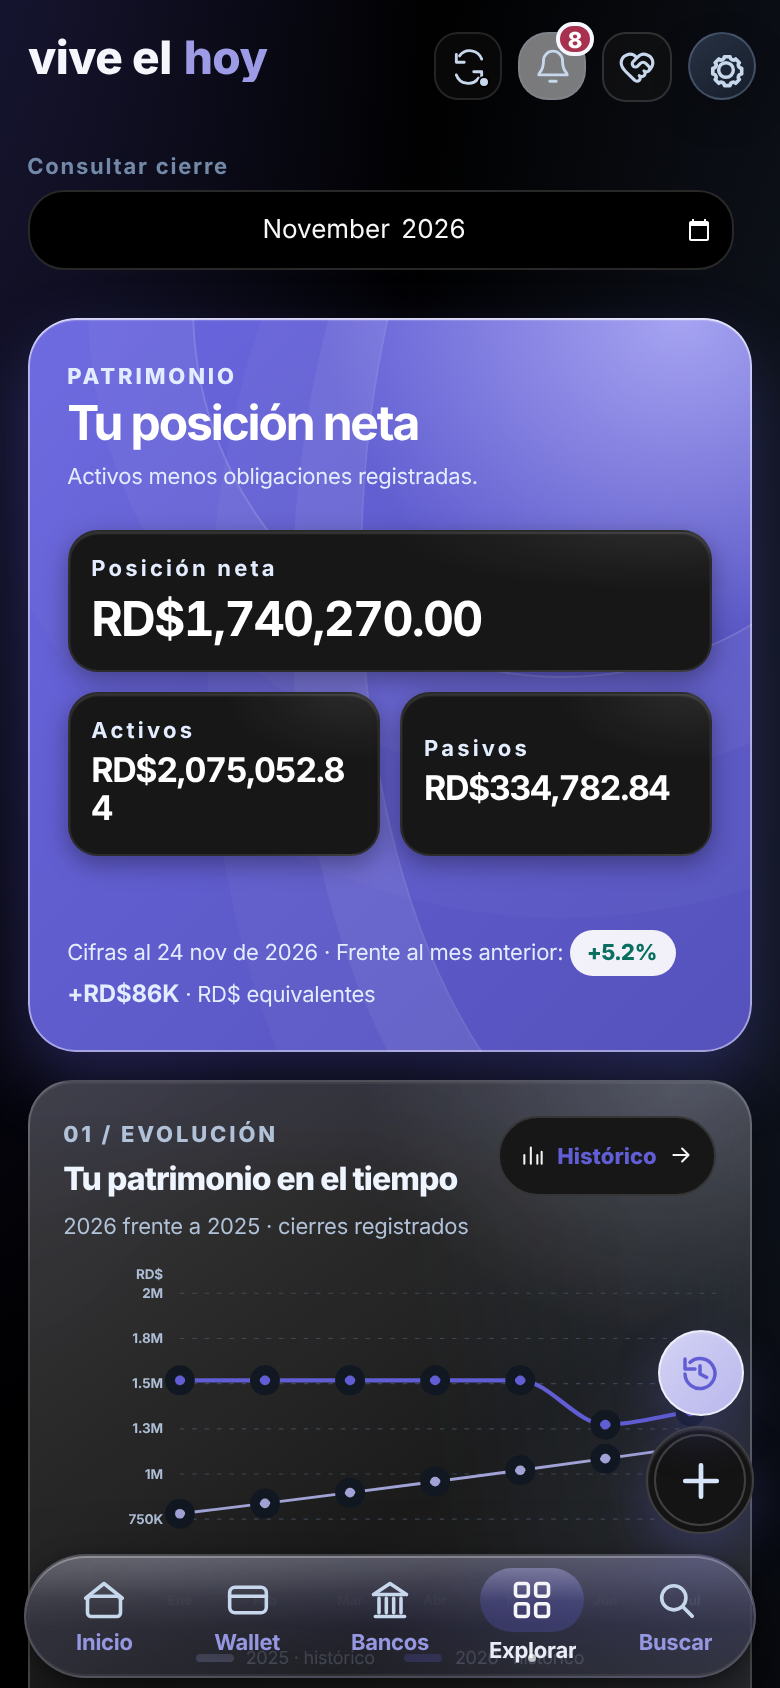 vive el hoy
8
Consultar cierre
November 2026
PATRIMONIO
Tu posición neta
Activos menos obligaciones registradas.
Posición neta
RD$1,740,270.00
Activos
RD$2,075,052.8
4
Pasivos
RD$334,782.84
Cifras al 24 nov de 2026 · Frente al mes anterior: +5.2%
+RD$86K · RD$ equivalentes
01 / EVOLUCIÓN
Histórico →
Tu patrimonio en el tiempo
2026 frente a 2025 · cierres registrados
RD$
2M
1.8M
1.5M
1.3M
1M
750K
Ene Mar Abr Jun
Inicio Wallet Bancos Explorar Buscar
2025 · histórico